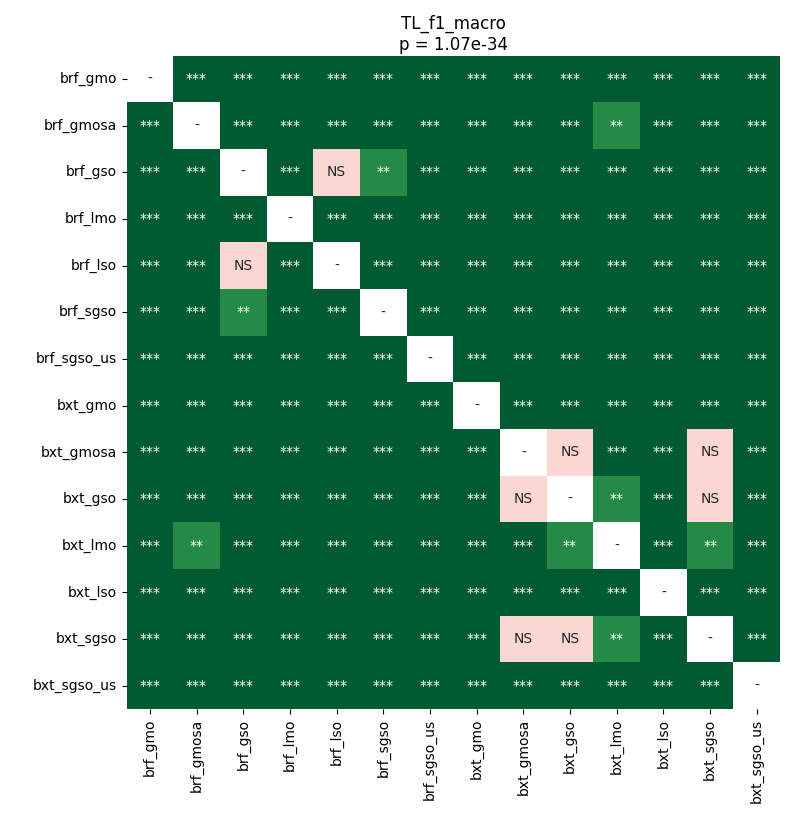 TL_f1_macro
p = 1.07e-34
brf_gmo - *** *** *** *** *** *** *** *** *** *** *** *** ***
brf_gmosa *** - *** *** *** *** *** *** *** *** ** *** *** ***
brf_gso *** *** - *** NS ** *** *** *** *** *** *** *** ***
brf_lmo *** *** *** - *** *** *** *** *** *** *** *** *** ***
brf_lso *** *** NS *** - *** *** *** *** *** *** *** *** ***
brf_sgso *** *** ** *** *** - *** *** *** *** *** *** *** ***
brf_sgso_us *** *** *** *** *** *** - *** *** *** *** *** *** ***
bxt_gmo *** *** *** *** *** *** *** - *** *** *** *** *** ***
bxt_gmosa *** *** *** *** *** *** *** *** - NS *** *** NS ***
bxt_gso *** *** *** *** *** *** *** *** NS - ** *** NS ***
bxt_lmo *** ** *** *** *** *** *** *** *** ** - *** ** ***
bxt_lso *** *** *** *** *** *** *** *** *** *** *** - *** ***
bxt_sgso *** *** *** *** *** *** *** *** NS NS ** *** - ***
bxt_sgso_us *** *** *** *** *** *** *** *** *** *** *** *** *** -
brf_gmo
brf_gmosa
brf_gso
brf_lmo
brf_lso
brf_sgso
brf_sgso_us
bxt_gmo
bxt_gmosa
bxt_gso
bxt_lmo
bxt_lso
bxt_sgso
bxt_sgso_us